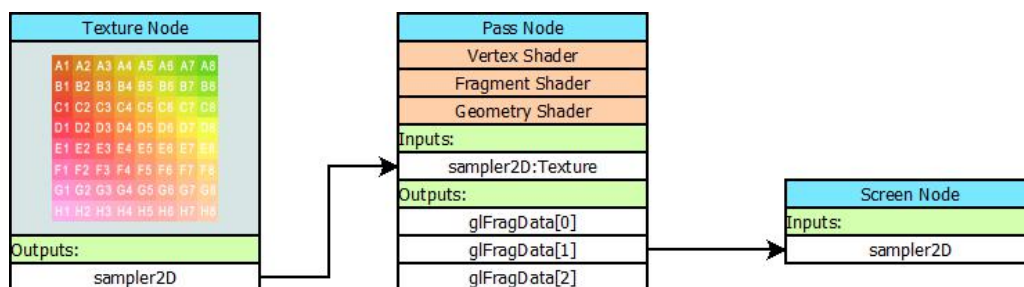 Texture Node
A1 A2 A3 A4 A5 A6 A7 A8
B1 B2 B3 B4 B5 B6 B7 B8
C1 C2 C3 C4 C5 C6 C7 C8
D1 D2 D3 D4 D5 D6 D7 D8
E1 E2 E3 E4 E5 E6 E7 E8
F1 F2 F3 F4 F5 F6 F7 F8
G1 G2 G3 G4 G5 G6 G7 G8
H1 H2 H3 H4 H5 H6 H7 H8
Outputs:
sampler2D
Pass Node
Vertex Shader
Fragment Shader
Geometry Shader
Inputs:
sampler2D:Texture
Outputs:
glFragData[0]
glFragData[1]
glFragData[2]
Screen Node
Inputs:
sampler2D